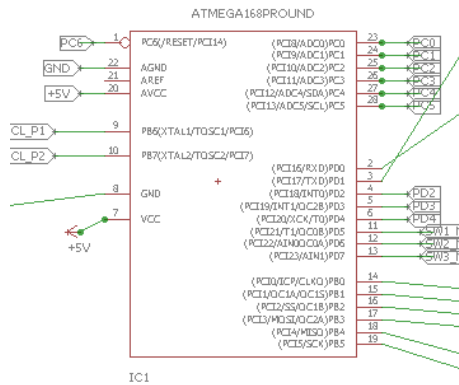 ATMEGA168PROUND
PC6 1 PC6(/RESET/PCI14) (PCI8/ADC0)PC0 23 PC0
(PCI9/ADC1)PC1 24 PC1
GND 22 AGND (PCI10/ADC2)PC2 25 PC2
21 AREF (PCI11/ADC3)PC3 26 PC3
+5V 20 AVCC (PCI12/ADC4/SDA)PC4 27 PC4
(PCI13/ADC5/SCL)PC5 28 PC5
CL_P1 9 PB6(XTAL1/TOSC1/PCI6)
CL_P2 10 PB7(XTAL2/TOSC2/PCI7)
(PCI16/RXD)PD0 2
(PCI17/TXD)PD1 3
8 GND (PCI18/INT0)PD2 4 PD2
(PCI19/INT1/OC2B)PD3 5 PD3
7 VCC (PCI20/XCK/T0)PD4 6 PD4
(PCI21/T1/OC0B)PD5 11 SW1_
+5V (PCI22/AIN0OC0A)PD6 12 SW2_
(PCI23/AIN1)PD7 13 SW3_
(PCI0/ICP/CLKO)PB0 14
(PCI1/OC1A/OC1S)PB1 15
(PCI2/SS/OC1B)PB2 16
(PCI3/MOSI/OC2A)PB3 17
(PCI4/MISO)PB4 18
(PCI5/SCK)PB5 19
IC1